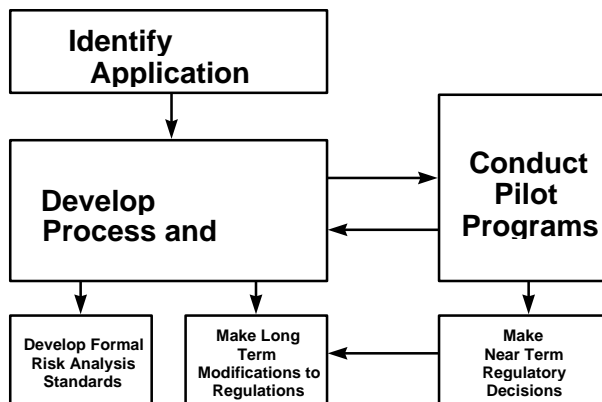 Identify
Application
Develop
Process and
Conduct
Pilot
Programs
Develop Formal
Risk Analysis
Standards
Make Long
Term
Modifications to
Regulations
Make
Near Term
Regulatory
Decisions